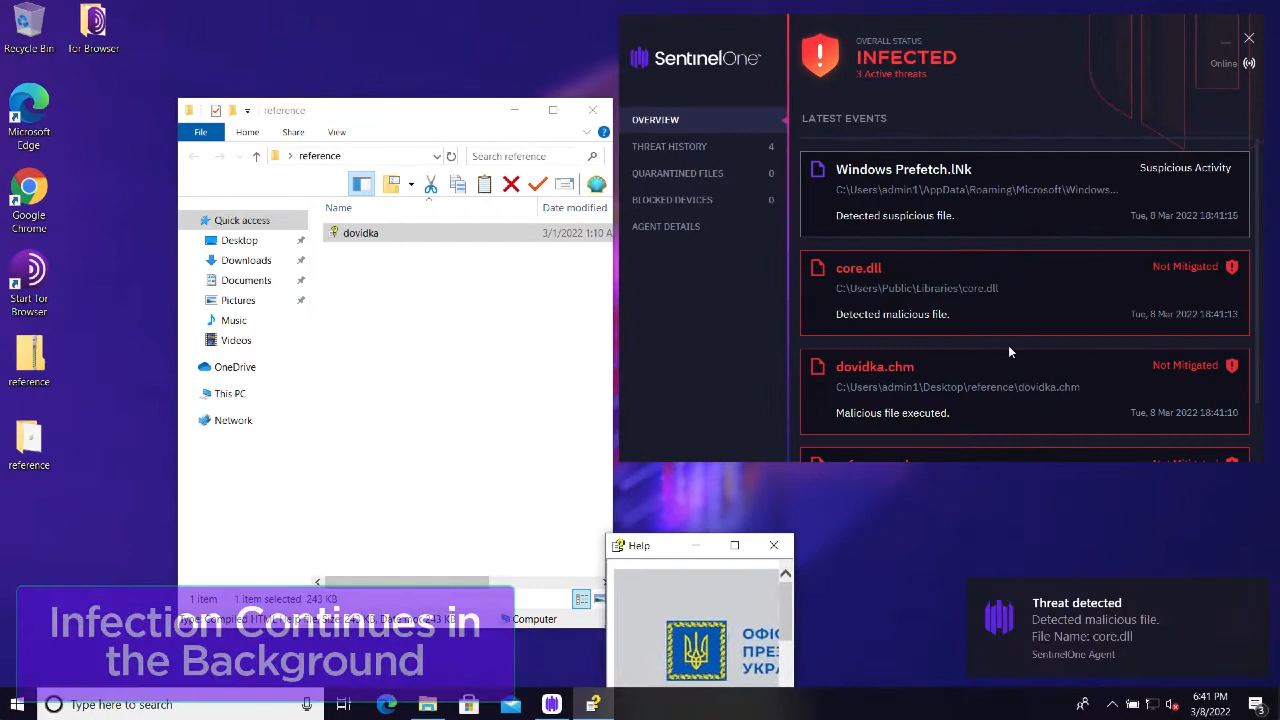 Recycle Bin
Tor Browser
Microsoft
Edge
Google
Chrome
Start Tor
Browser
reference
reference
reference
File
Home
Share
View
reference
Search reference
Name
Date modified
Quick access
Desktop
Downloads
Documents
Pictures
Music
Videos
OneDrive
This PC
Network
dovidka
3/1/2022 1:10 A
1 item
1 item selected 243 KB
Computer
Infection Continues in
the Background
SentinelOne
OVERVIEW
THREAT HISTORY 4
QUARANTINED FILES 0
BLOCKED DEVICES 0
AGENT DETAILS
OVERALL STATUS
INFECTED
3 Active threats
Online
LATEST EVENTS
Windows Prefetch.lNk
Suspicious Activity
C:\Users\admin1\AppData\Roaming\Microsoft\Windows...
Detected suspicious file.
Tue, 8 Mar 2022 18:41:15
core.dll
Not Mitigated
C:\Users\Public\Libraries\core.dll
Detected malicious file.
Tue, 8 Mar 2022 18:41:13
dovidka.chm
Not Mitigated
C:\Users\admin1\Desktop\reference\dovidka.chm
Malicious file executed.
Tue, 8 Mar 2022 18:41:10
Help
ОФІС
ПРЕЗ
УКРА
Threat detected
Detected malicious file.
File Name: core.dll
SentinelOne Agent
Type here to search
6:41 PM
3/8/2022
3